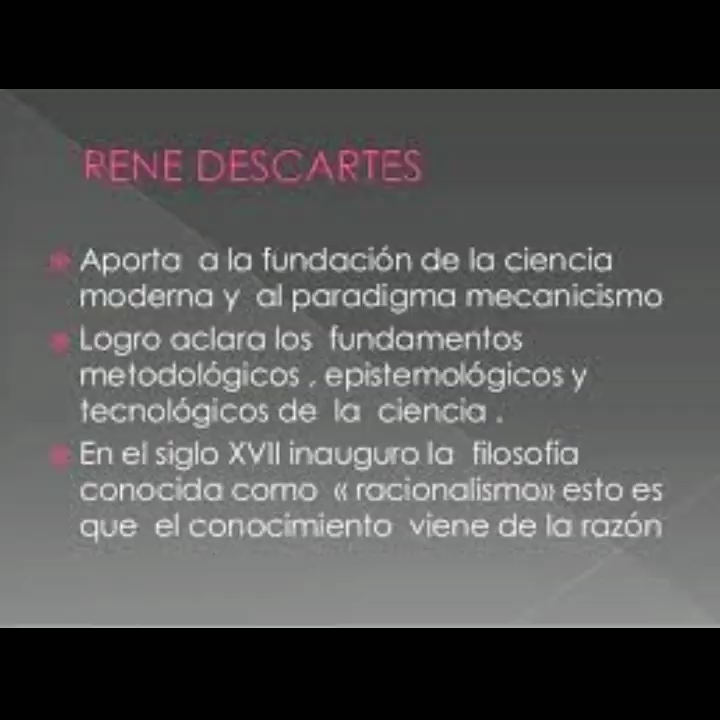 RENE DESCARTES
Aporta a la fundación de la ciencia
moderna y al paradigma mecanicismo
Logro aclara los fundamentos
metodológicos , epistemológicos y
tecnológicos de la ciencia .
En el siglo XVII inauguro la filosofía
conocida como « racionalismo» esto es
que el conocimiento viene de la razón